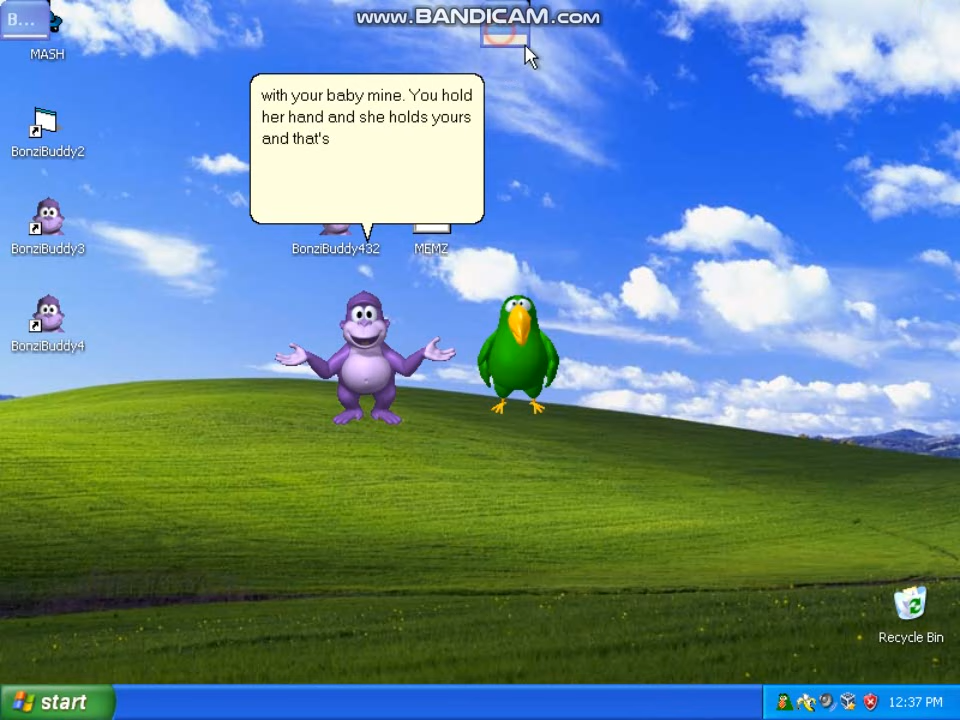 www.BANDICAM.com
B...
MASH
with your baby mine. You hold
her hand and she holds yours
and that's
BonziBuddy2
BonziBuddy3
BonziBuddy432
MEMZ
BonziBuddy4
Recycle Bin
start
12:37 PM